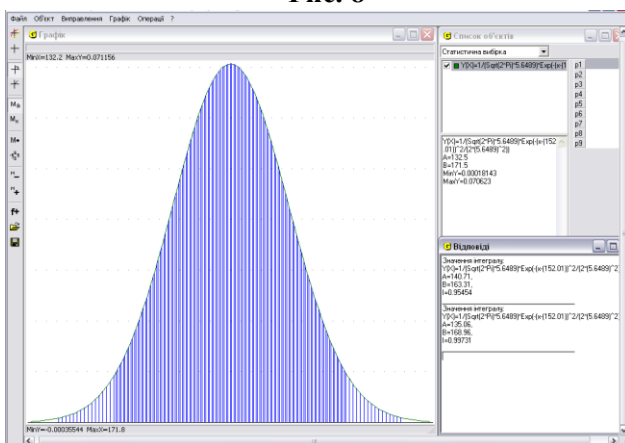 Рис. 8
Файл Об'єкт Виправлення Графік Операції ?
Графік
MinX=132.2 MaxY=0.071156
MinY=-0.00035544 MaxX=171.8
Список об'єктів
Статистична вибірка
Y(X)=1/(Sqrt(2*Pi)*5.6489)*Exp(-(x-(1
p1
p2
p3
p4
p5
p6
p7
p8
p9
Y(X)=1/(Sqrt(2*Pi)*5.6489)*Exp(-(x-(152
.01))^2/(2*(5.6489)^2))
A=132.5
B=171.5
MinY=0.00018143
MaxY=0.070623
Відповіді
Значення інтегралу.
Y(X)=1/(Sqrt(2*Pi)*5.6489)*Exp(-(x-(152.01))^2/(2*(5.6489)^2)
A=140.71,
B=163.31,
I=0.95454
Значення інтегралу.
Y(X)=1/(Sqrt(2*Pi)*5.6489)*Exp(-(x-(152.01))^2/(2*(5.6489)^2)
A=135.06,
B=168.96,
I=0.99731